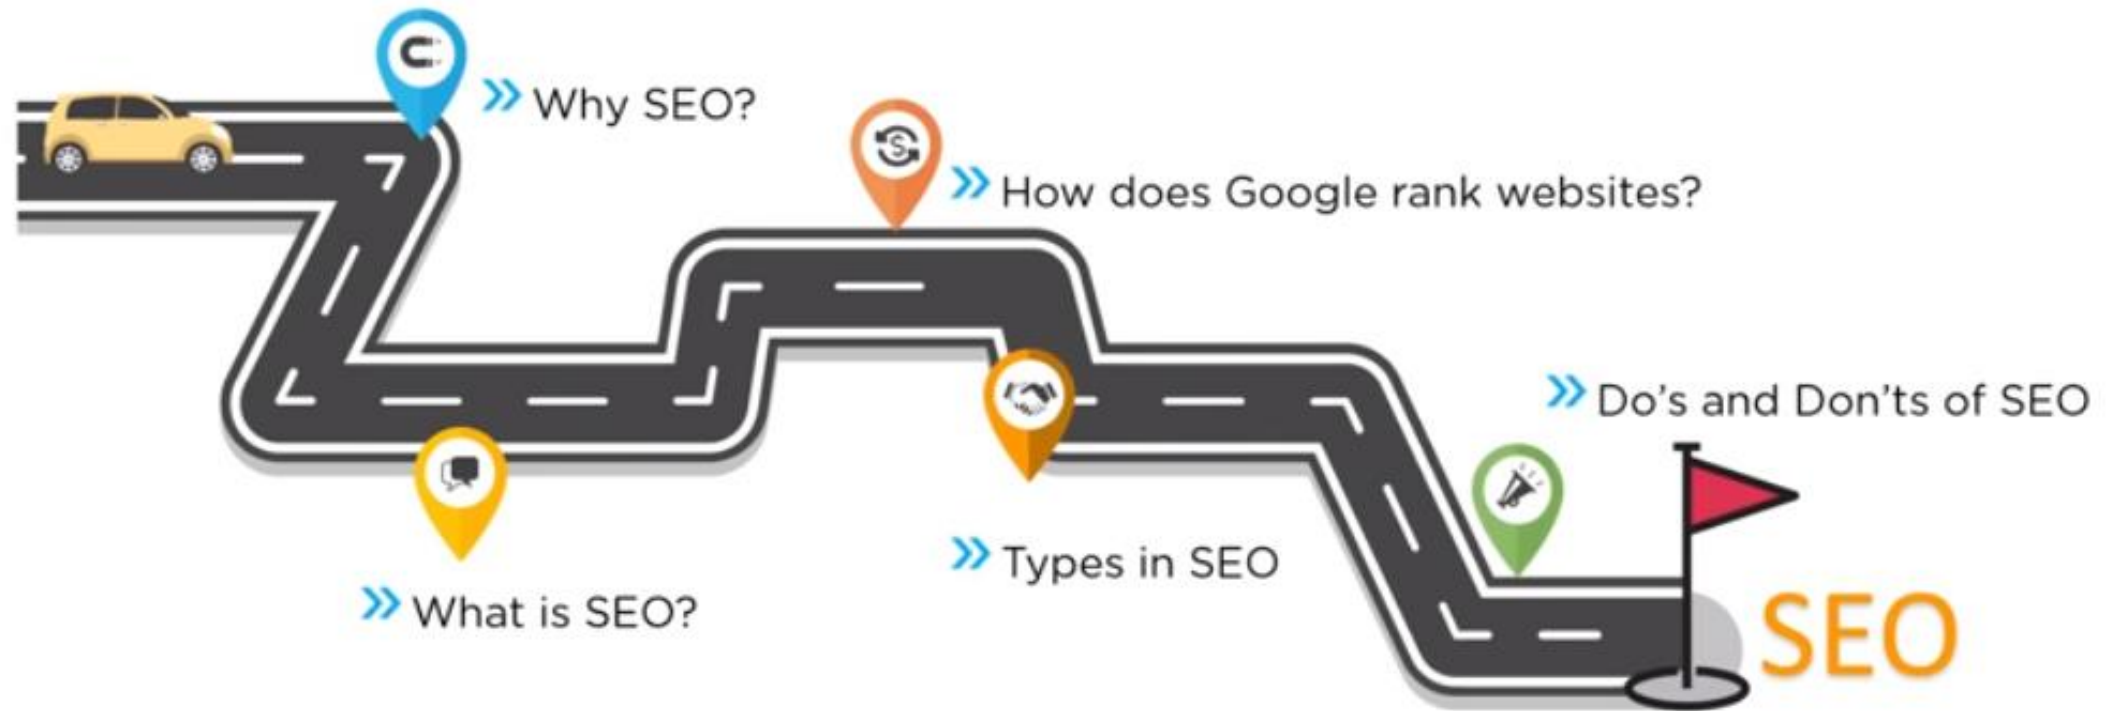 Why SEO?
How does Google rank websites?
Do's and Don'ts of SEO
Types in SEO
What is SEO?
SEO